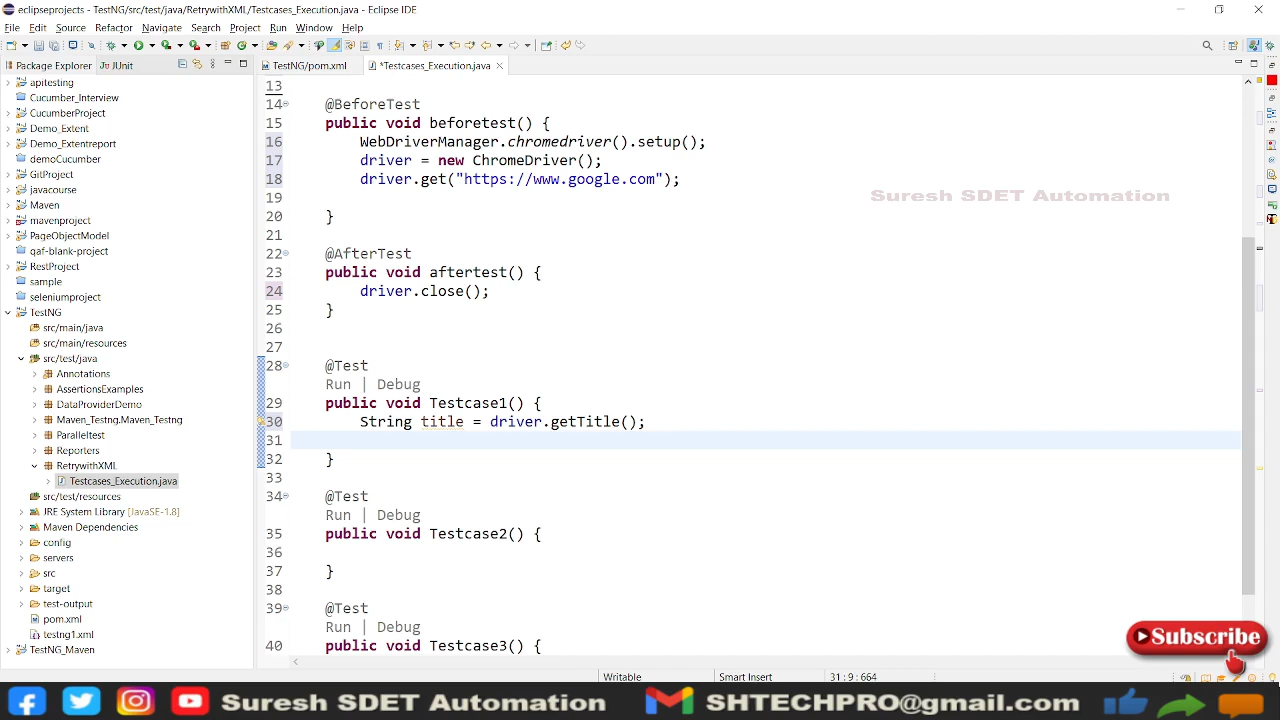 eclipseprojects - TestNG/src/test/java/RetrywithXML/Testcases_Execution.java - Eclipse IDE
File Edit Source Refactor Navigate Search Project Run Window Help
Package Explorer JUnit
TestNG/pom.xml *Testcases_Execution.java
apitesting
Cucumber_Interview
CucumberProject
Demo_Extent
Demo_Extentreport
demoCucumber
GitProject
javacourse
Maven
mavenproject
PageObjectModel
qaf-blank-project
RestProject
sample
seleniumproject
TestNG
src/main/java
src/main/resources
src/test/java
Annotations
AssertionsExamples
DataProviderDemo
Maven_Testng.Maven_Testng
Paralleltest
Reporters
RetrywithXML
Testcases_Execution.java
src/test/resources
JRE System Library [JavaSE-1.8]
Maven Dependencies
config
servers
src
target
test-output
pom.xml
testng1.xml
TestNG_Maven
13
14 @BeforeTest
15 public void beforetest() {
16 WebDriverManager.chromedriver().setup();
17 driver = new ChromeDriver();
18 driver.get("https://www.google.com");
19
20 }
21
22 @AfterTest
23 public void aftertest() {
24 driver.close();
25 }
26
27
28 @Test
Run | Debug
29 public void Testcase1() {
30 String title = driver.getTitle();
31
32 }
33
34 @Test
Run | Debug
35 public void Testcase2() {
36
37 }
38
39 @Test
Run | Debug
40 public void Testcase3() {
Suresh SDET Automation
Subscribe
Writable Smart Insert 31:9:664
Suresh SDET Automation SHTECHPRO@gmail.com